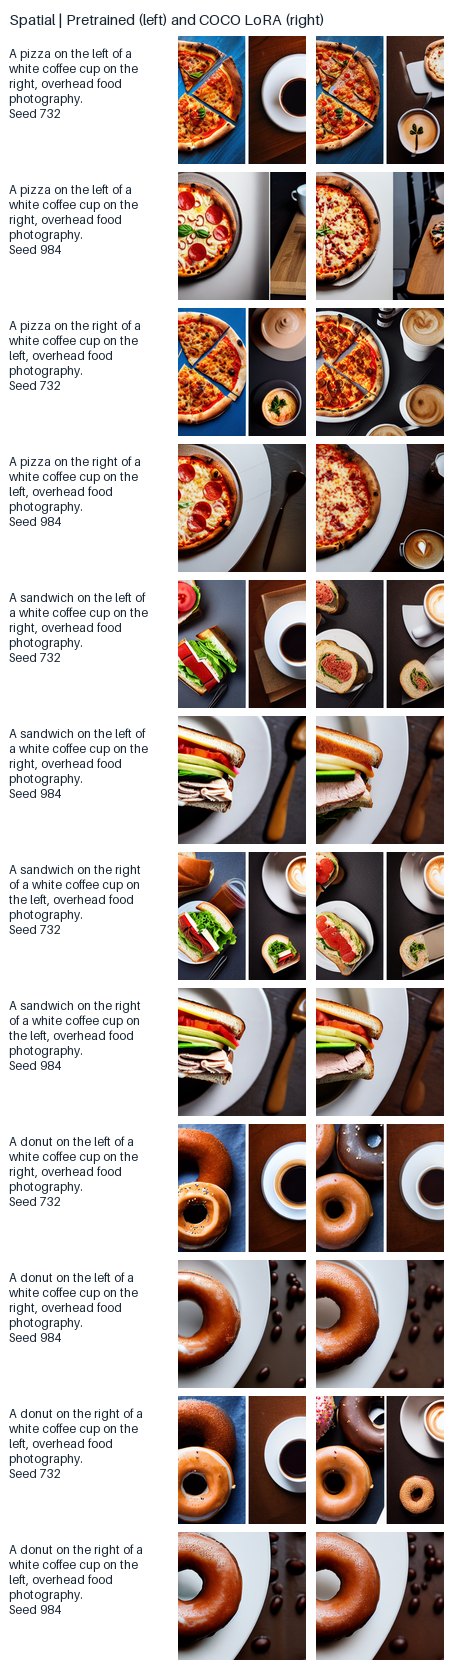 Spatial | Pretrained (left) and COCO LoRA (right)
A pizza on the left of a
white coffee cup on the
right, overhead food
photography.
Seed 732
A pizza on the left of a
white coffee cup on the
right, overhead food
photography.
Seed 984
A pizza on the right of a
white coffee cup on the
left, overhead food
photography.
Seed 732
A pizza on the right of a
white coffee cup on the
left, overhead food
photography.
Seed 984
A sandwich on the left of
a white coffee cup on the
right, overhead food
photography.
Seed 732
A sandwich on the left of
a white coffee cup on the
right, overhead food
photography.
Seed 984
A sandwich on the right
of a white coffee cup on
the left, overhead food
photography.
Seed 732
A sandwich on the right
of a white coffee cup on
the left, overhead food
photography.
Seed 984
A donut on the left of a
white coffee cup on the
right, overhead food
photography.
Seed 732
A donut on the left of a
white coffee cup on the
right, overhead food
photography.
Seed 984
A donut on the right of a
white coffee cup on the
left, overhead food
photography.
Seed 732
A donut on the right of a
white coffee cup on the
left, overhead food
photography.
Seed 984